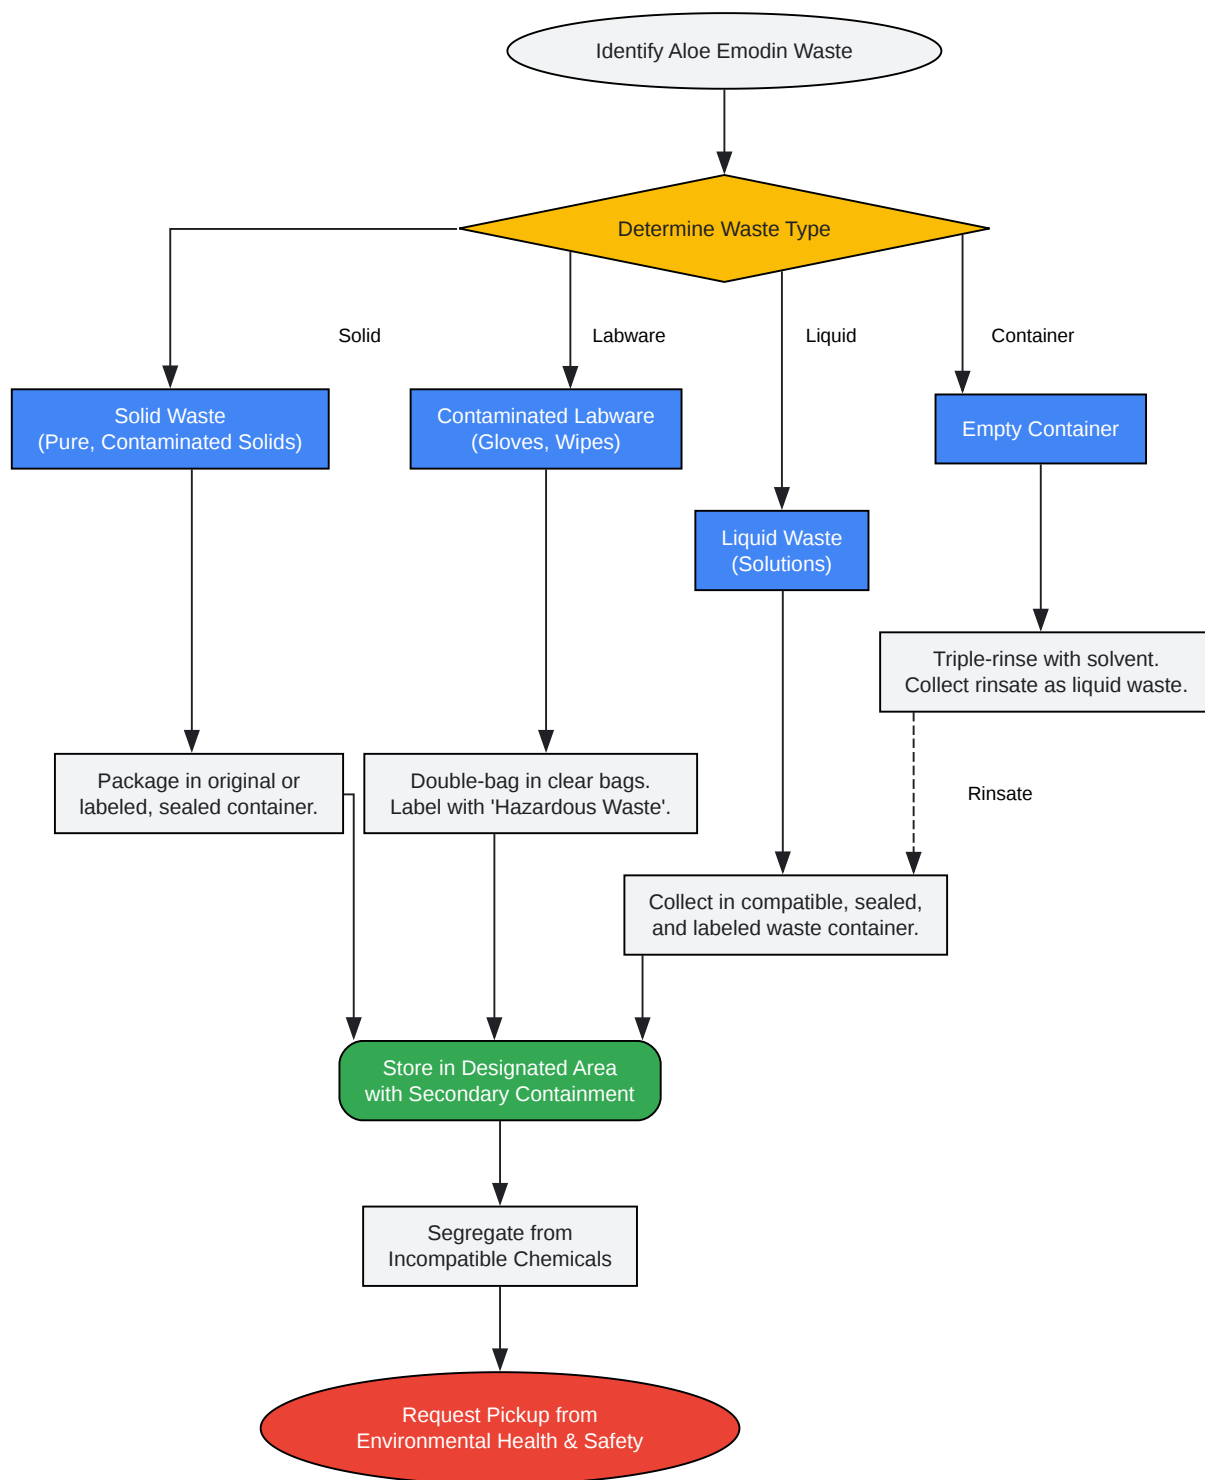 Identify Aloe Emodin Waste
Determine Waste Type
Solid
Labware
Liquid
Container
Solid Waste
(Pure, Contaminated Solids)
Contaminated Labware
(Gloves, Wipes)
Empty Container
Liquid Waste
(Solutions)
Triple-rinse with solvent.
Collect rinsate as liquid waste.
Package in original or
labeled, sealed container.
Double-bag in clear bags.
Label with 'Hazardous Waste'.
Rinsate
Collect in compatible, sealed,
and labeled waste container.
Store in Designated Area
with Secondary Containment
Segregate from
Incompatible Chemicals
Request Pickup from
Environmental Health & Safety